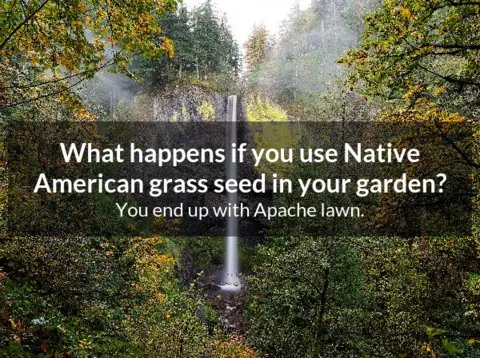 What happens if you use Native
American grass seed in your garden?
You end up with Apache lawn.